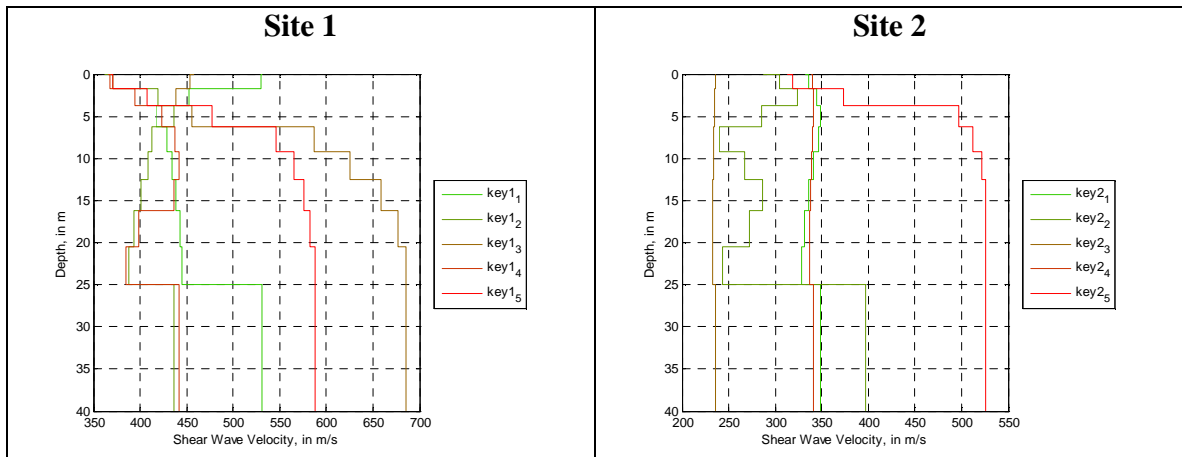 Site 1
0
5
10
15
20
25
30
35
40
Depth, in m
350 400 450 500 550 600 650 700
Shear Wave Velocity, in m/s
key1₁
key1₂
key1₃
key1₄
key1₅
Site 2
0
5
10
15
20
25
30
35
40
Depth, in m
200 250 300 350 400 450 500 550
Shear Wave Velocity, in m/s
key2₁
key2₂
key2₃
key2₄
key2₅